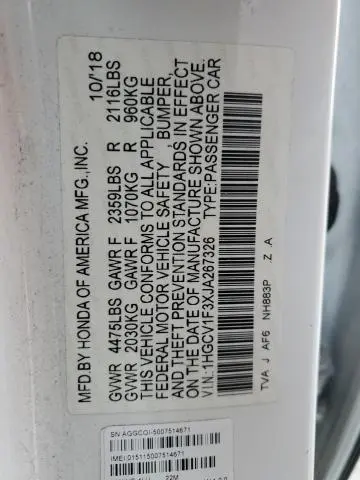 MFD.BY HONDA OF AMERICA MFG.,INC. 10/'18
GVWR 4475LBS GAWR F 2359LBS R 2116LBS
GVWR 2030KG GAWR F 1070KG R 960KG
THIS VEHICLE CONFORMS TO ALL APPLICABLE
FEDERAL MOTOR VEHICLE SAFETY, BUMPER,
AND THEFT PREVENTION STANDARDS IN EFFECT
ON THE DATE OF MANUFACTURE SHOWN ABOVE.
V.I.N.:1HGCV1F3XJA267326 TYPE:PASSENGER CAR
TVA J AF6 NH883P Z A
SN:AGGCOI-5007514671
IMEI:015115007514671
22M